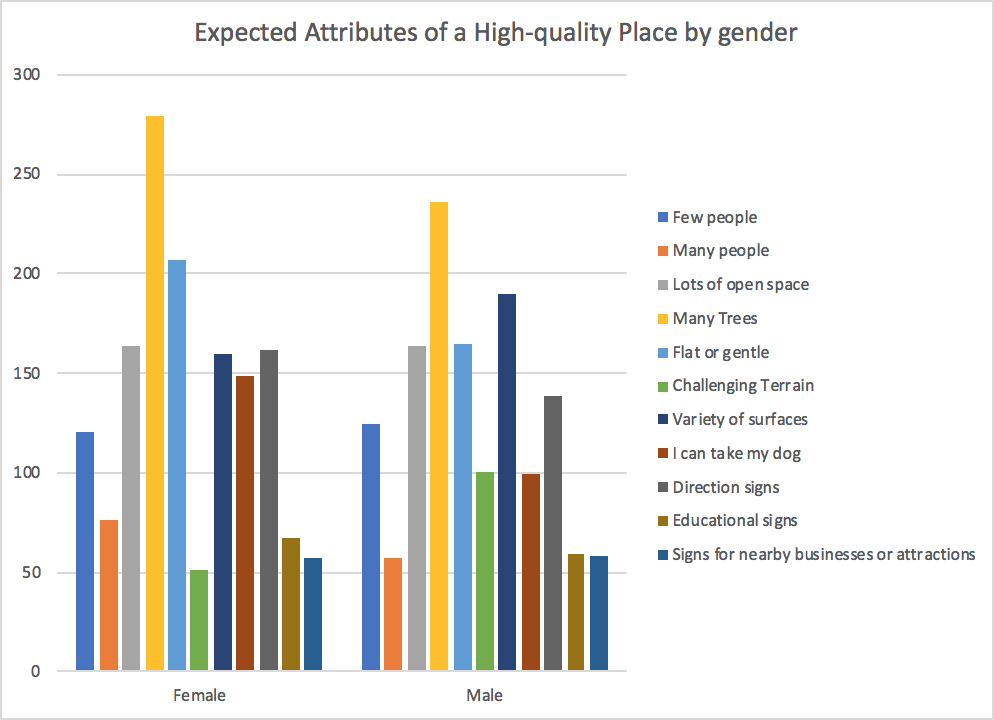 Expected Attributes of a High-quality Place by gender
300
250
200
150
100
50
0
Female
Male
Few people
Many people
Lots of open space
Many Trees
Flat or gentle
Challenging Terrain
Variety of surfaces
I can take my dog
Direction signs
Educational signs
Signs for nearby businesses or attractions